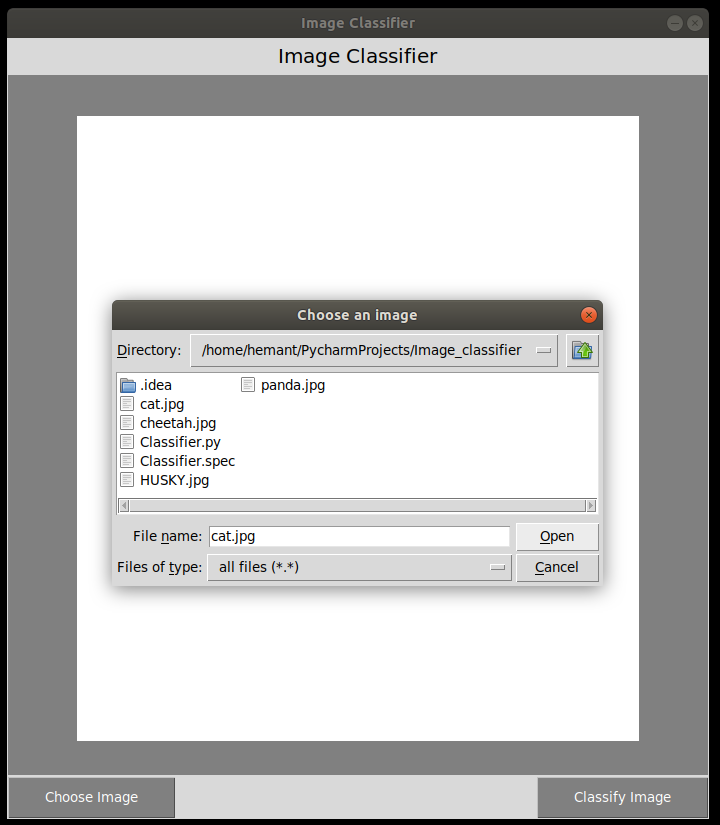 Image Classifier
Image Classifier
Choose an image
Directory: /home/hemant/PycharmProjects/Image_classifier
.idea
cat.jpg
cheetah.jpg
Classifier.py
Classifier.spec
HUSKY.jpg
panda.jpg
File name: cat.jpg Open
Files of type: all files (*.*) Cancel
Choose Image Classify Image